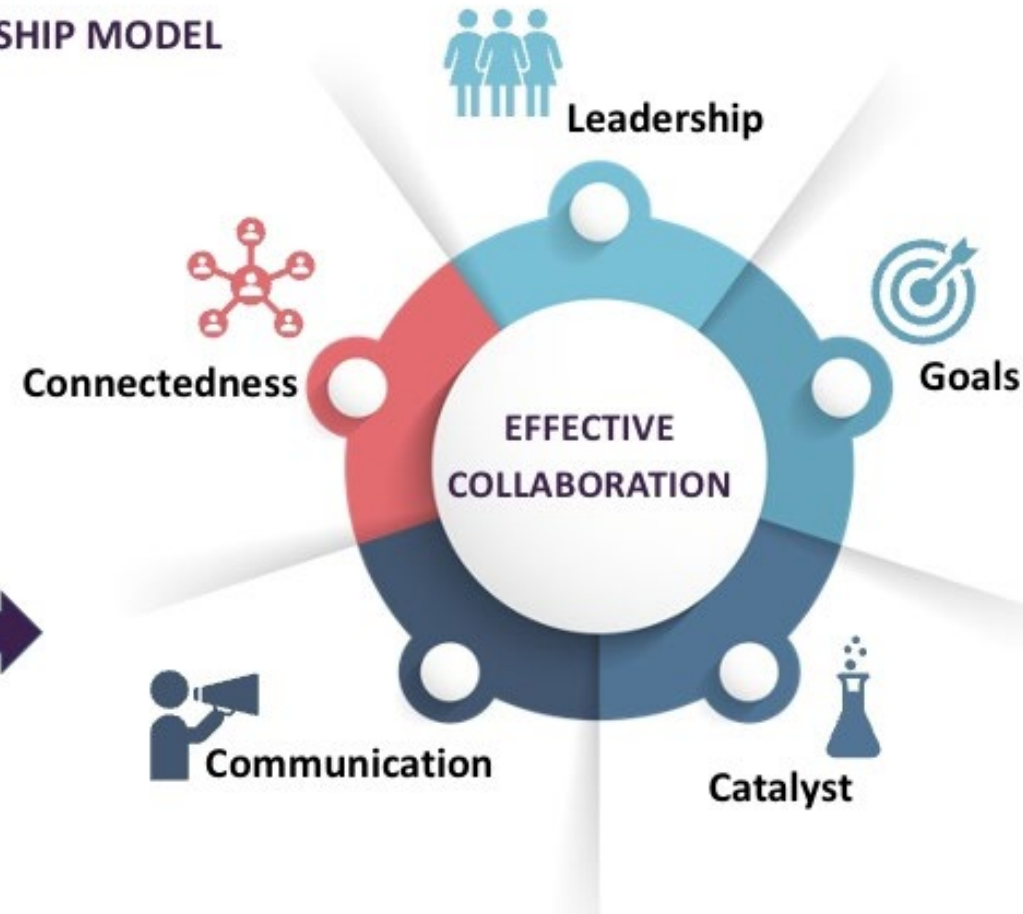 SHIP MODEL
Leadership
Goals
Connectedness
EFFECTIVE
COLLABORATION
Communication
Catalyst